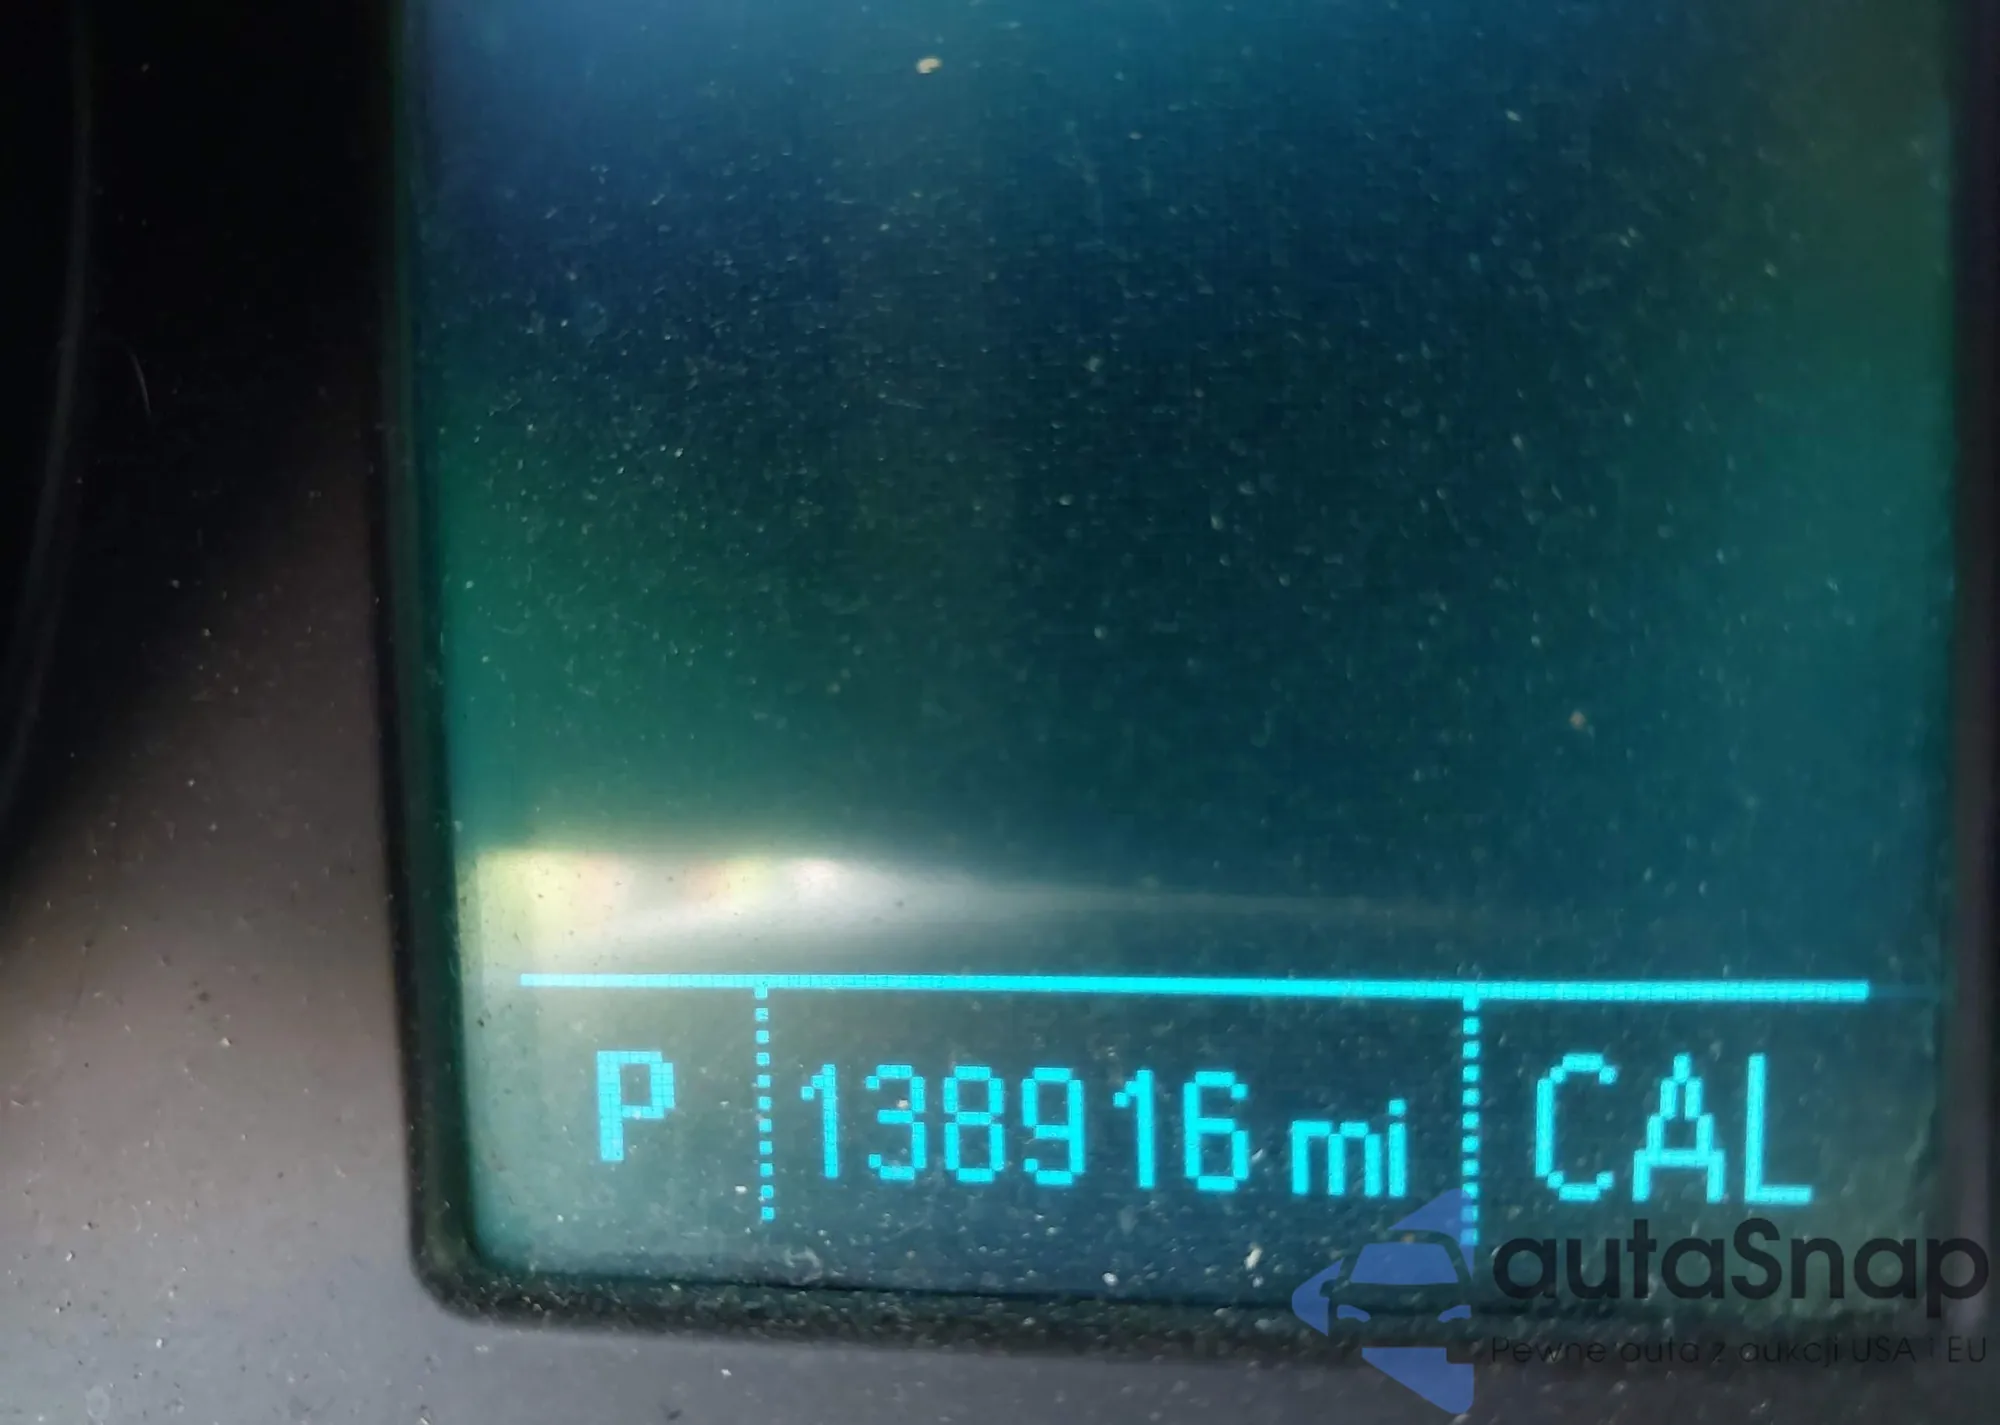 P 138916 mi CAL
autaSnap
Pewne auta z aukcji USA i EU